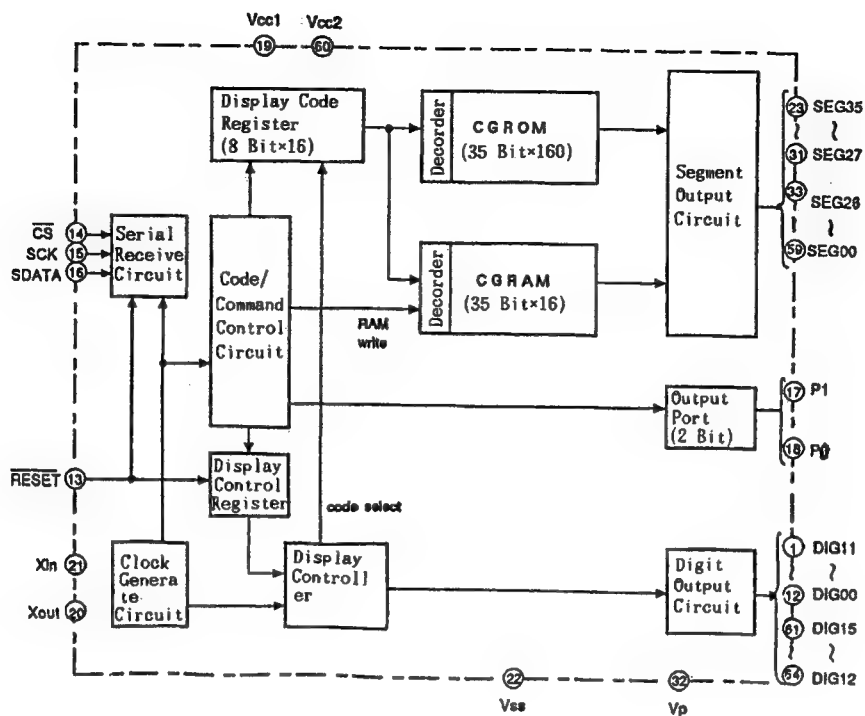 Vcc1 Vcc2
19 60
Display Code
Register
(8 Bit×16)
Decorder
CGROM
(35 Bit×160)
Segment
Output
Circuit
23 SEG35
31 SEG27
33 SEG26
59 SEG00
CS 14
SCK 15
SDATA 16
Serial
Receive
Circuit
Code/
Command
Control
Circuit
Decorder
CGRAM
(35 Bit×16)
RAM
write
Output
Port
(2 Bit)
17 P1
18 P0
RESET 13
Display
Control
Register
code select
Xin 21
Xout 20
Clock
Genera
te
Circuit
Display
Controll
er
Digit
Output
Circuit
1 DIG11
12 DIG00
61 DIG15
64 DIG12
22 32
Vss Vp